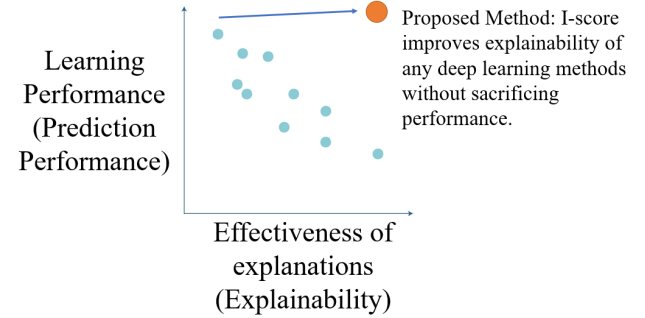 Learning
Performance
(Prediction
Performance)
Proposed Method: I-score
improves explainability of
any deep learning methods
without sacrificing
performance.
Effectiveness of
explanations
(Explainability)